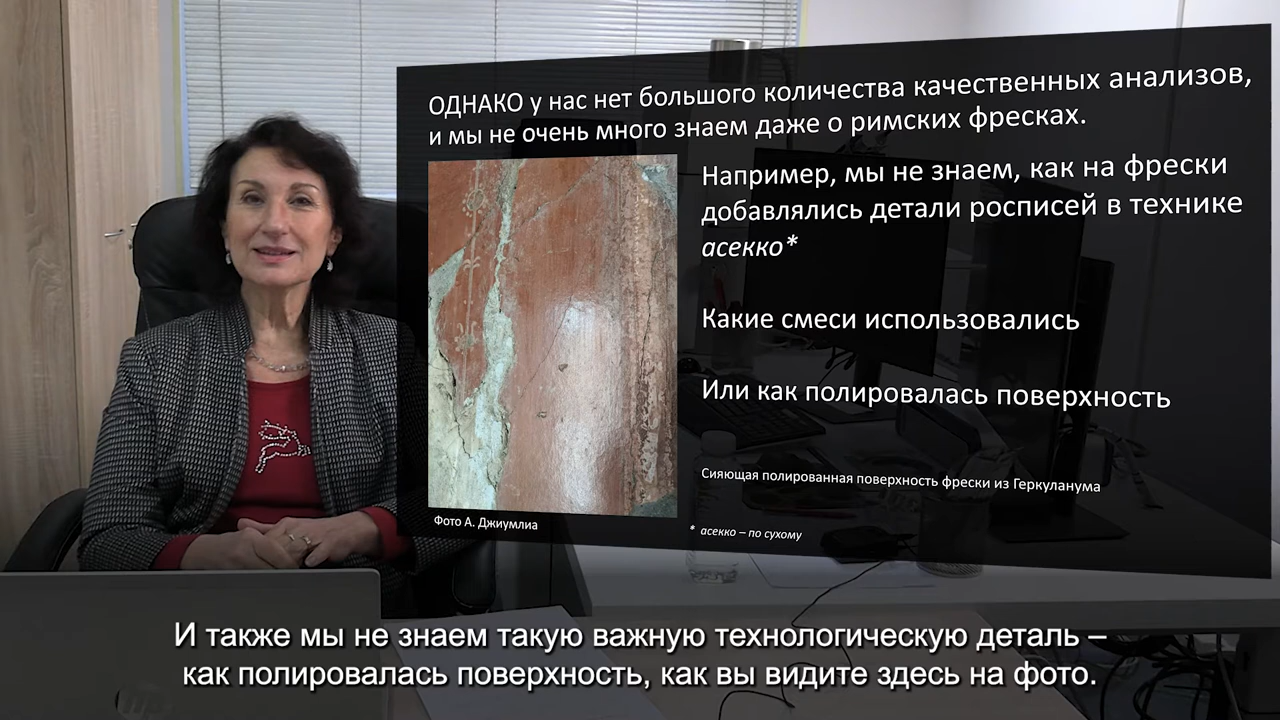 ОДНАКО у нас нет большого количества качественных анализов,
и мы не очень много знаем даже о римских фресках.
Например, мы не знаем, как на фрески
добавлялись детали росписей в технике
асекко*
Какие смеси использовались
Или как полировалась поверхность
Сияющая полированная поверхность фрески из Геркуланума
Фото А. Джиумлиа
* асекко – по сухому
И также мы не знаем такую важную технологическую деталь –
как полировалась поверхность, как вы видите здесь на фото.